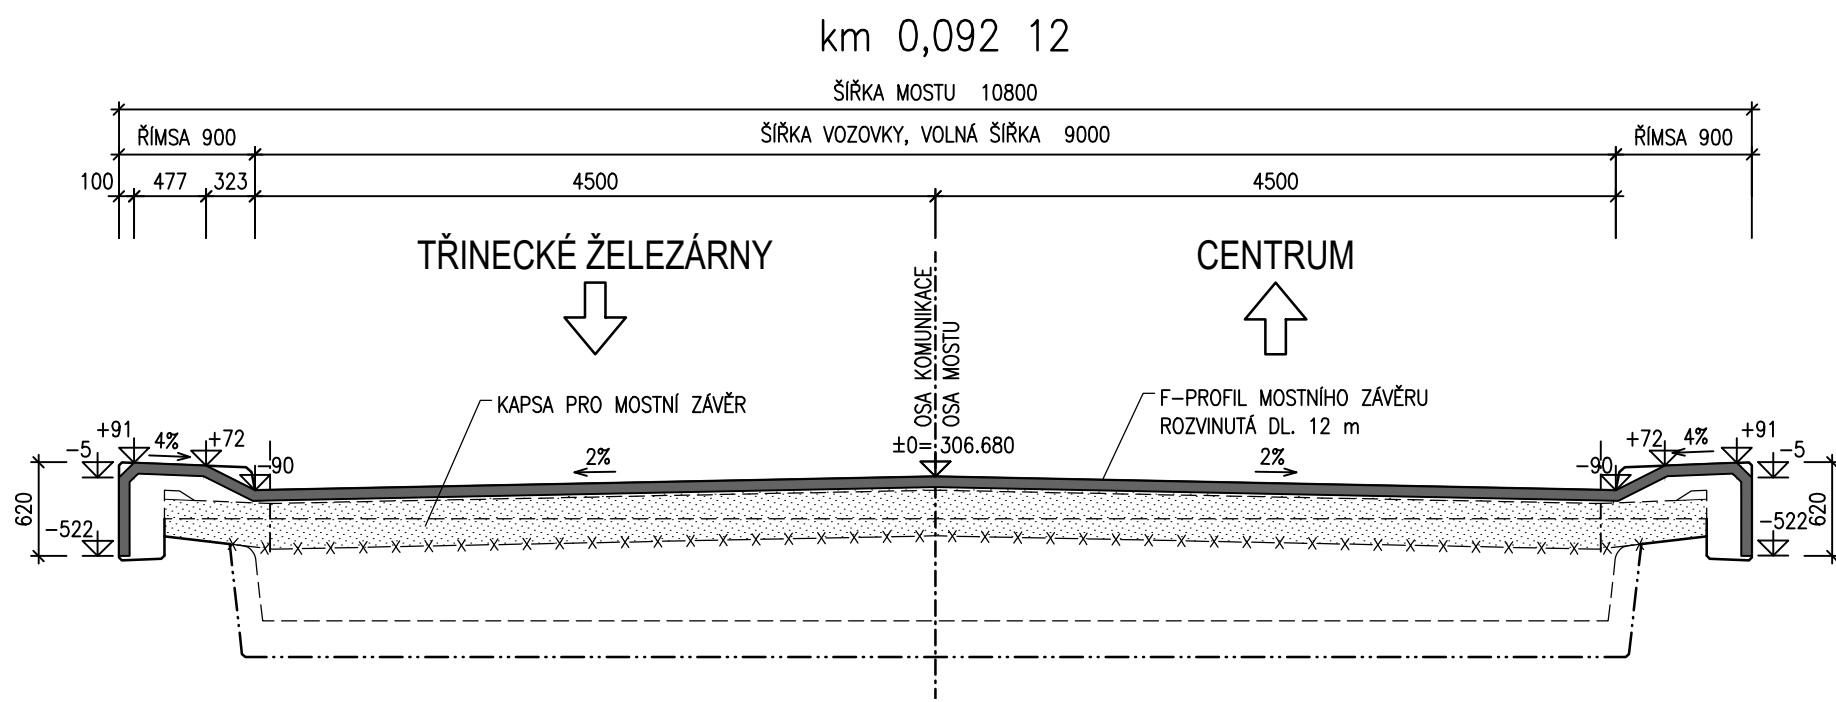 km 0,092 12
ŠÍŘKA MOSTU 10800
ŘÍMSA 900
ŠÍŘKA VOZOVKY, VOLNÁ ŠÍŘKA 9000
ŘÍMSA 900
100
477
323
4500
4500
TŘINECKÉ ŽELEZÁRNY
CENTRUM
OSA KOMUNIKACE
OSA MOSTU
KAPSA PRO MOSTNÍ ZÁVĚR
F-PROFIL MOSTNÍHO ZÁVĚRU
ROZVINUTÁ DL. 12 m
±0= 306.680
+91
-5
4%
+72
-90
2%
2%
-90
+72
4%
+91
-5
620
-522
-522
620